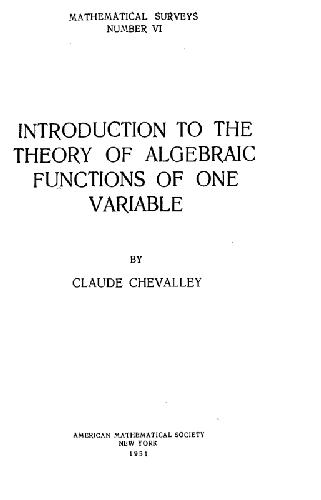 MATHEMATICAL SURVEYS
NUMBER VI
INTRODUCTION TO THE
THEORY OF ALGEBRAIC
FUNCTIONS OF ONE
VARIABLE
BY
CLAUDE CHEVALLEY
AMERICAN MATHEMATICAL SOCIETY
NEW YORK
1951